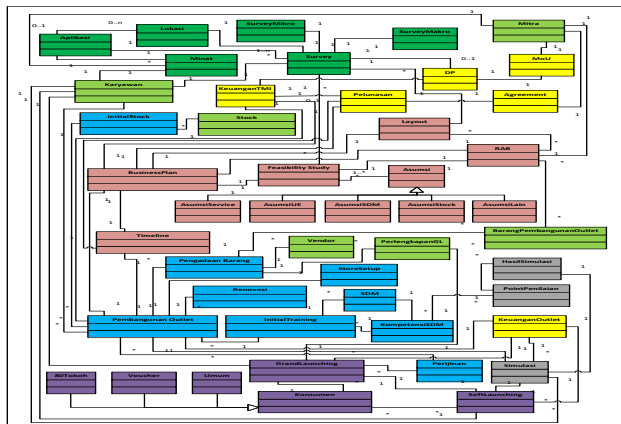 Lokasi
SurveyMikro
Mitra
Aplikasi
SurveyMakro
Minat
Survey
MoU
DP
Karyawan
KeuanganTMI
Pelunasan
Agreement
InitialStock
Stock
Layout
RAB
Feasibility Study
BusinessPlan
Asumsi
AsumsiService
AsumsiUE
AsumsiSDM
AsumsiStock
AsumsiLain
Timeline
Vendor
PerlengkapanGL
BarangPembangunanOutlet
Pengadaan Barang
StoreSetup
HasilSimulasi
Renovasi
SDM
PointPenilaian
Pembangunan Outlet
InitialTraining
KompetensiSDM
KeuanganOutlet
GrandLaunching
Perijinan
Simulasi
80Tokoh
Voucher
Umum
Konsumen
SoftLaunching